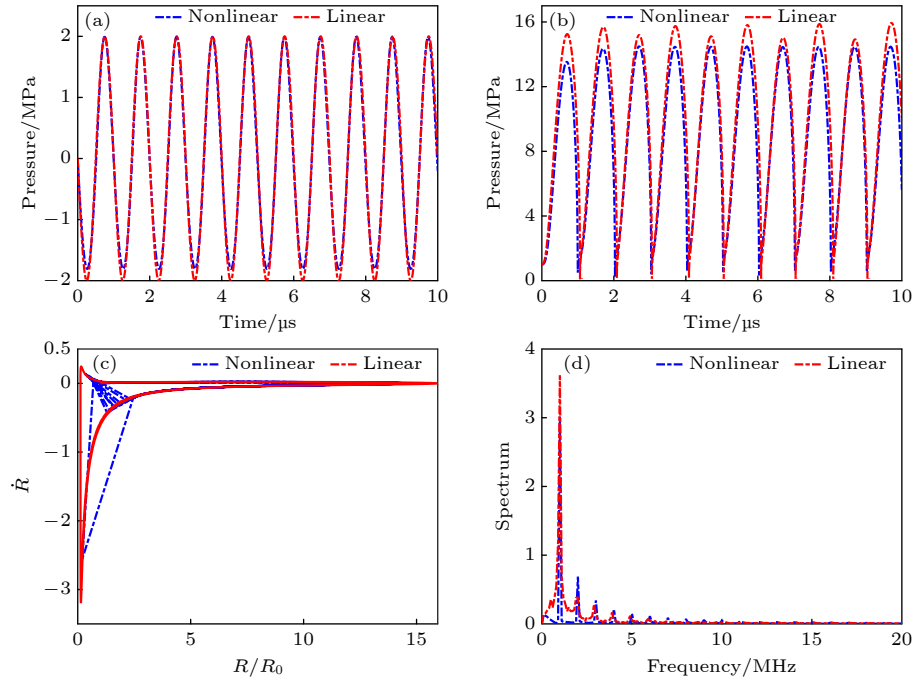 (a) Nonlinear Linear
2
1
0
−1
−2
Pressure/MPa
0 2 4 6 8 10
Time/µs
(b) Nonlinear Linear
16
12
8
4
0
Pressure/MPa
0 2 4 6 8 10
Time/µs
(c) Nonlinear Linear
0.5
0
−1
−2
−3
Ṙ
0 5 10 15
R/R₀
(d) Nonlinear Linear
4
3
2
1
0
Spectrum
0 5 10 15 20
Frequency/MHz